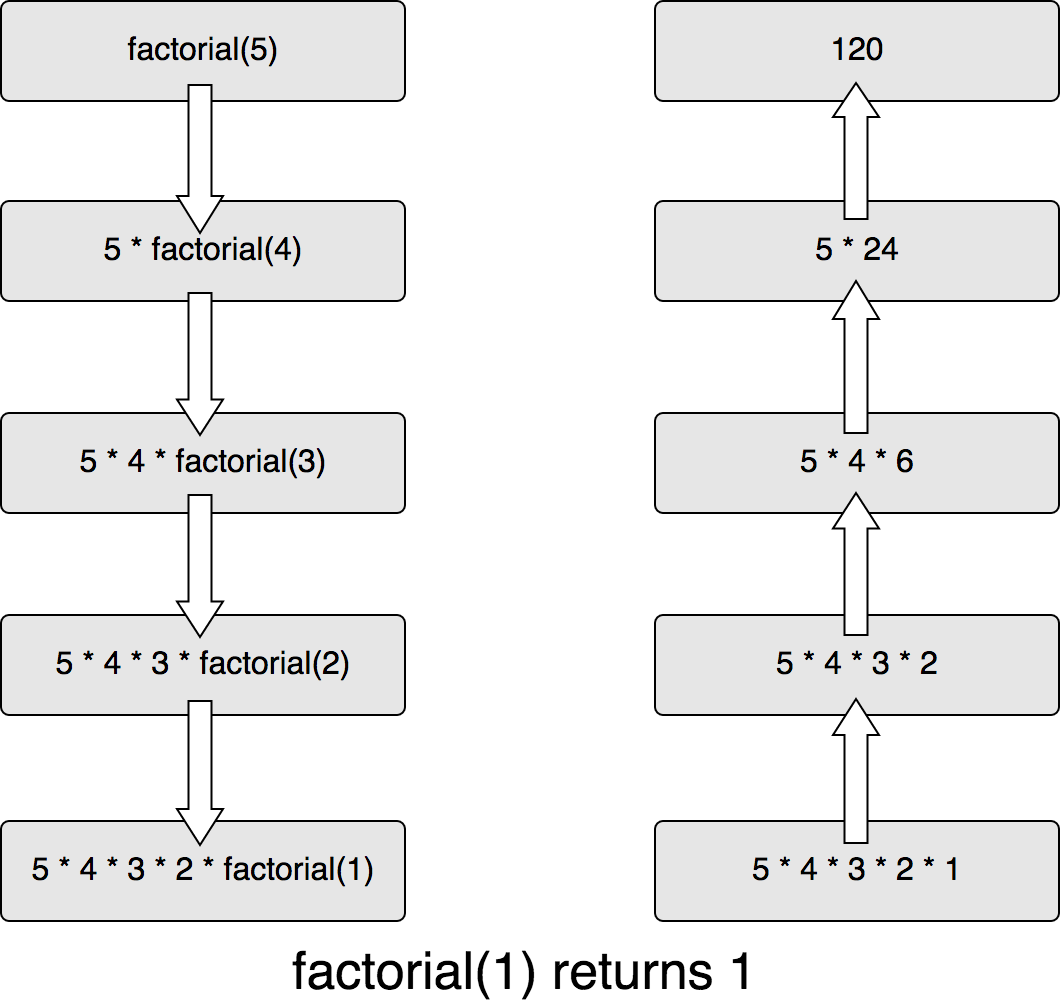 factorial(5)
5 * factorial(4)
5 * 4 * factorial(3)
5 * 4 * 3 * factorial(2)
5 * 4 * 3 * 2 * factorial(1)
120
5 * 24
5 * 4 * 6
5 * 4 * 3 * 2
5 * 4 * 3 * 2 * 1
factorial(1) returns 1